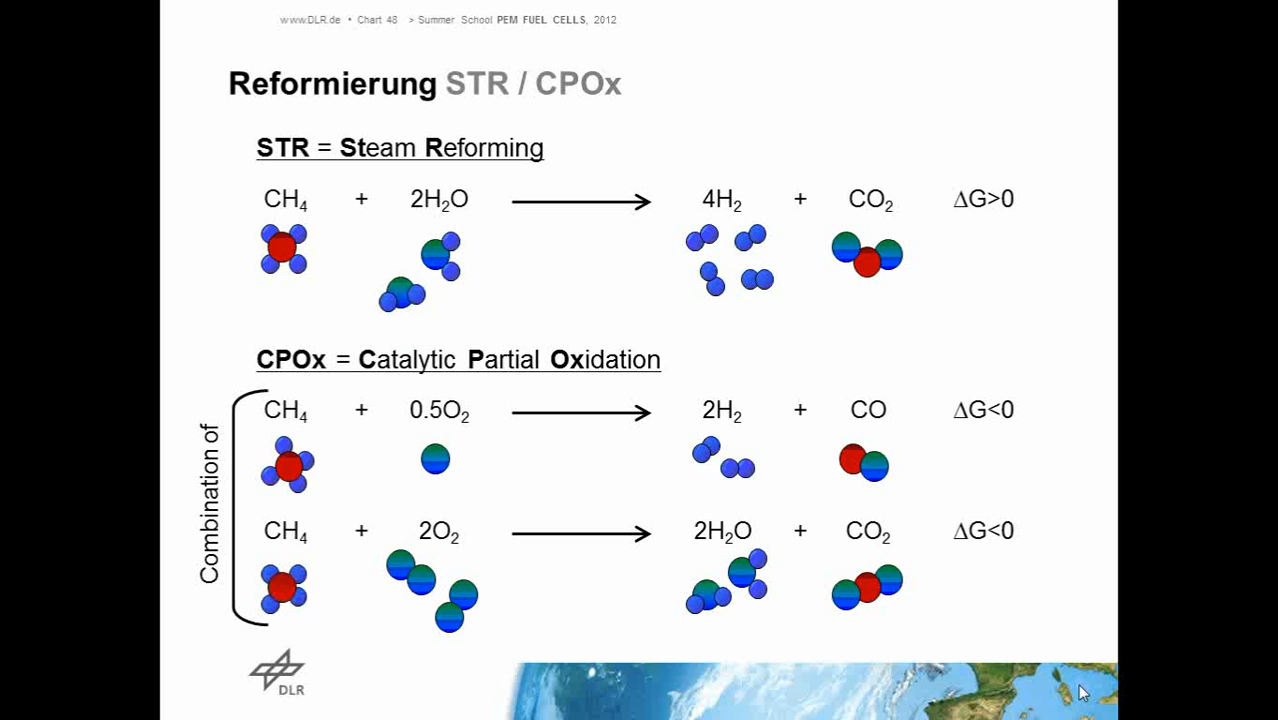 www.DLR.de • Chart 48 > Summer School PEM FUEL CELLS, 2012
Reformierung STR / CPOx
STR = Steam Reforming
CH₄ + 2H₂O ⟶ 4H₂ + CO₂ ΔG>0
CPOx = Catalytic Partial Oxidation
Combination of
CH₄ + 0.5O₂ ⟶ 2H₂ + CO ΔG<0
CH₄ + 2O₂ ⟶ 2H₂O + CO₂ ΔG<0
DLR